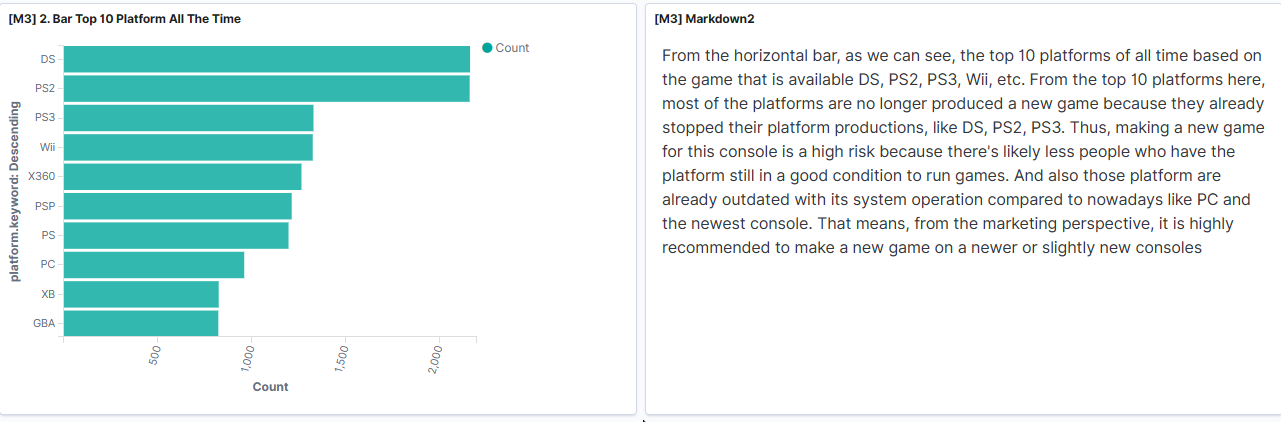 [M3] 2. Bar Top 10 Platform All The Time
Count
platform.keyword: Descending
DS
PS2
PS3
Wii
X360
PSP
PS
PC
XB
GBA
500
1,000
1,500
2,000
Count
[M3] Markdown2
From the horizontal bar, as we can see, the top 10 platforms of all time based on
the game that is available DS, PS2, PS3, Wii, etc. From the top 10 platforms here,
most of the platforms are no longer produced a new game because they already
stopped their platform productions, like DS, PS2, PS3. Thus, making a new game
for this console is a high risk because there's likely less people who have the
platform still in a good condition to run games. And also those platform are
already outdated with its system operation compared to nowadays like PC and
the newest console. That means, from the marketing perspective, it is highly
recommended to make a new game on a newer or slightly new consoles